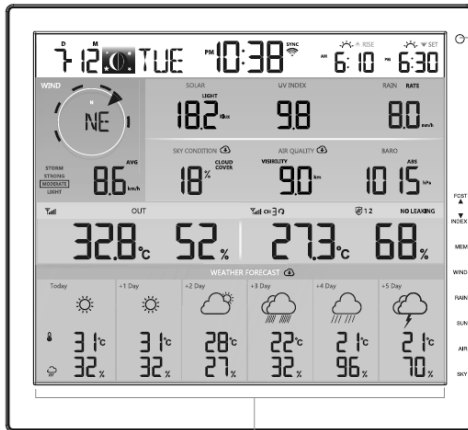 D M
7-12 TUE PM 10:38 SYNC AM 6:10 RISE PM 6:30 SET
WIND SOLAR UV INDEX RAIN RATE
N
NE
LIGHT
18.2 klux 9.8 8.0 mm/h
SKY CONDITION AIR QUALITY BARO
STORM
STRONG
MODERATE
LIGHT
AVG
8.6 km/h
CLOUD COVER
18 %
VISIBILITY
9.0 km
ABS
1015 hPa
OUT CH 3 1 2 NO LEAKING
32.8 °C 52 % 27.3 °C 68 %
WEATHER FORECAST
Today +1 Day +2 Day +3 Day +4 Day +5 Day
31°C 31°C 28°C 22°C 21°C 21°C
32% 32% 27% 32% 96% 70%
FCST
INDEX
MEM
WIND
RAIN
SUN
AIR
SKY